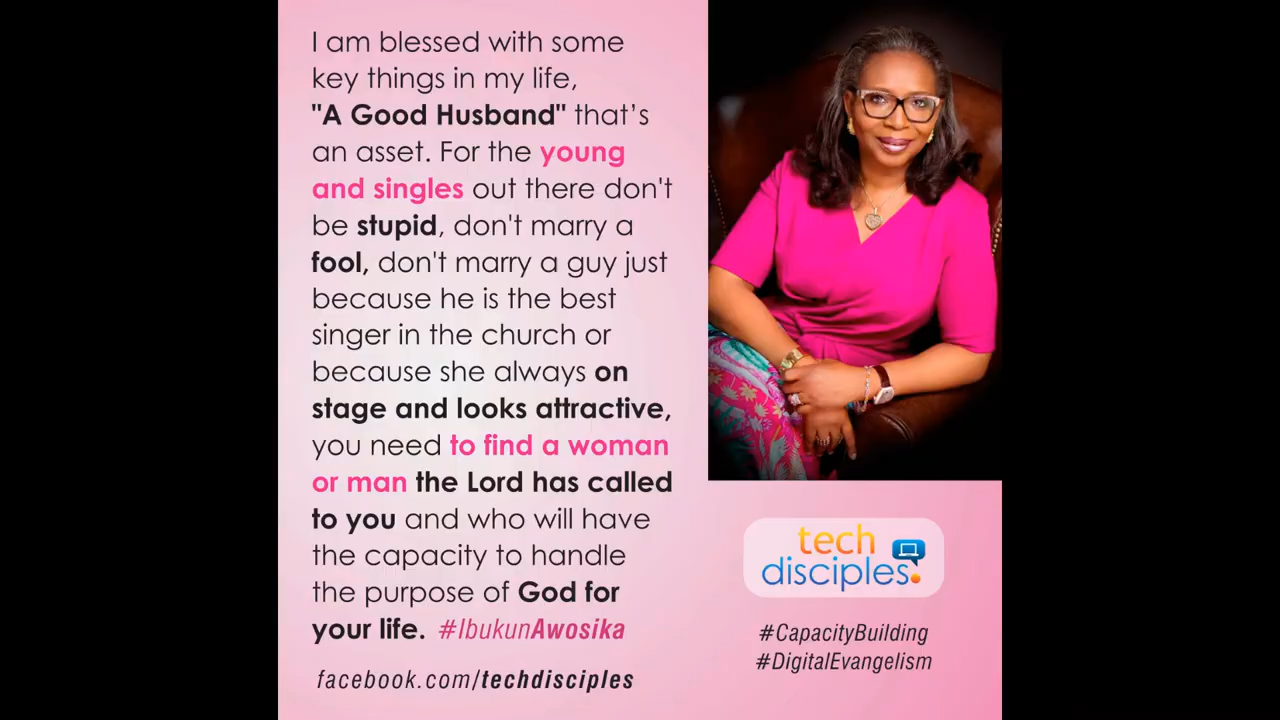 I am blessed with some
key things in my life,
"A Good Husband" that’s
an asset. For the young
and singles out there don't
be stupid, don't marry a
fool, don't marry a guy just
because he is the best
singer in the church or
because she always on
stage and looks attractive,
you need to find a woman
or man the Lord has called
to you and who will have
the capacity to handle
the purpose of God for
your life. #IbukunAwosika
facebook.com/techdisciples
tech
disciples.
#CapacityBuilding
#DigitalEvangelism